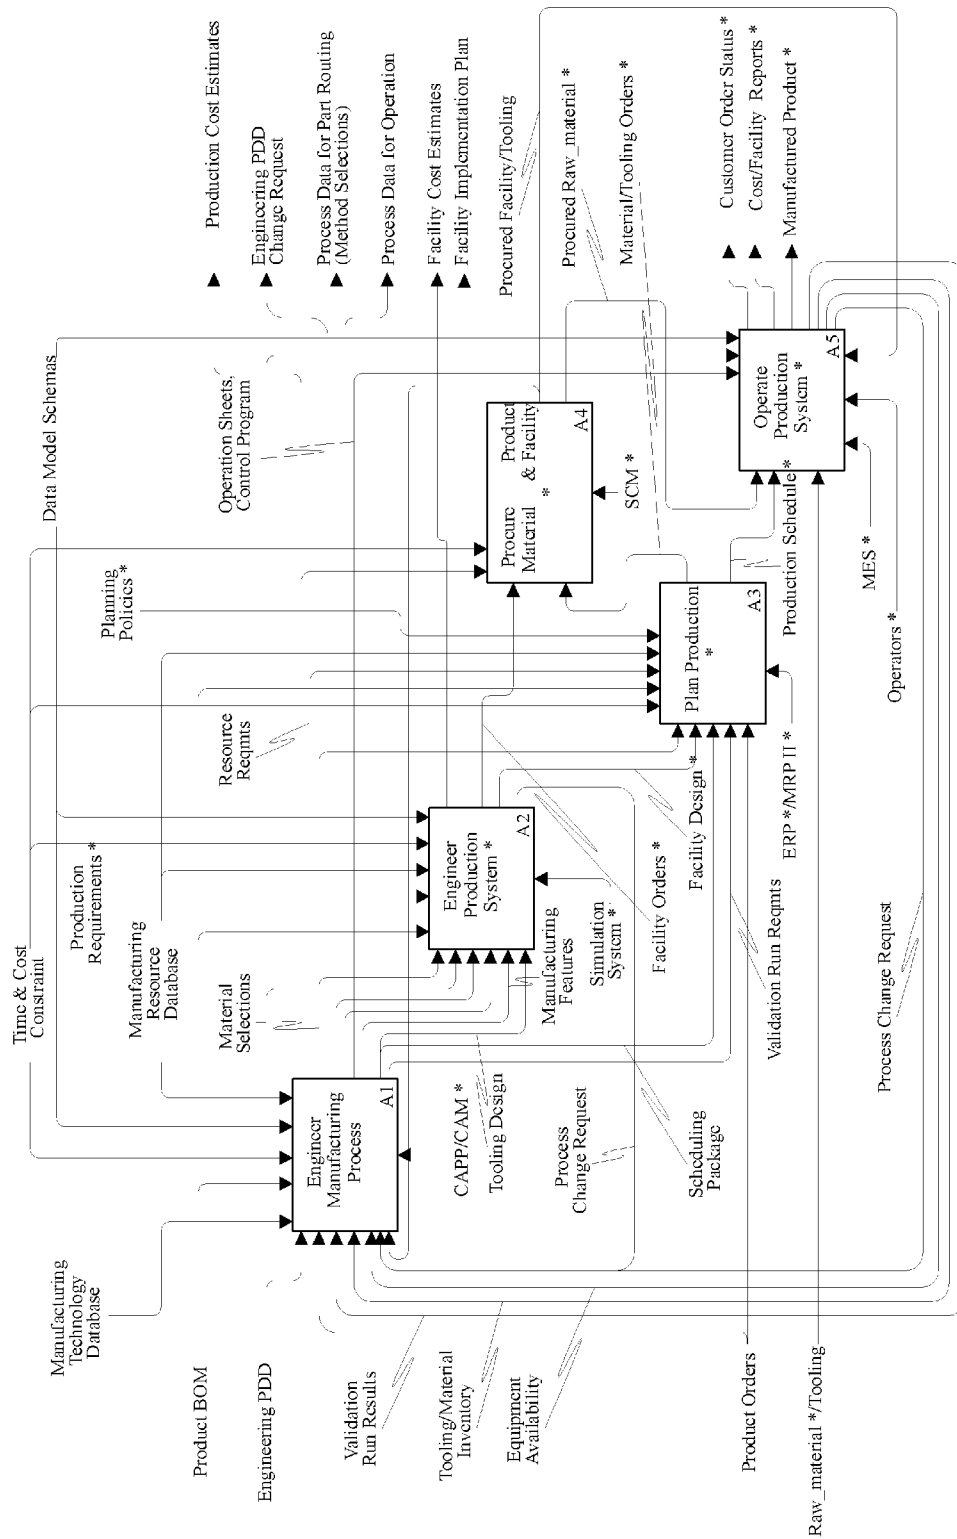 Manufacturing
Technology
Database
Time & Cost
Constraint
Production
Requirements *
Manufacturing
Resource
Database
Planning
Policies *
Data Model Schemas
Material
Selections
Resource
Reqmts
Operation Sheets,
Control Program
Production Cost Estimates
Engineering PDD
Change Request
Process Data for Part Routing
(Method Selections)
Process Data for Operation
Facility Cost Estimates
Facility Implementation Plan
Product BOM
Engineering PDD
Validation
Run Results
Tooling/Material
Inventory
Equipment
Availability
Product Orders
Raw_material */Tooling
Engineer
Manufacturing
Process
A1
Engineer
Production
System *
A2
Plan Production
*
A3
Procure Product
Material & Facility
*
A4
Operate
Production
System *
A5
CAPP/CAM *
Tooling Design
Manufacturing
Features
Simulation
System *
Process
Change Request
Scheduling
Package
Facility Orders *
Facility Design *
Validation Run Reqmts
ERP */MRP II *
SCM *
Production Schedule *
MES *
Operators *
Process Change Request
Procured Facility/Tooling
Procured Raw_material *
Material/Tooling Orders *
Customer Order Status *
Cost/Facility Reports *
Manufactured Product *